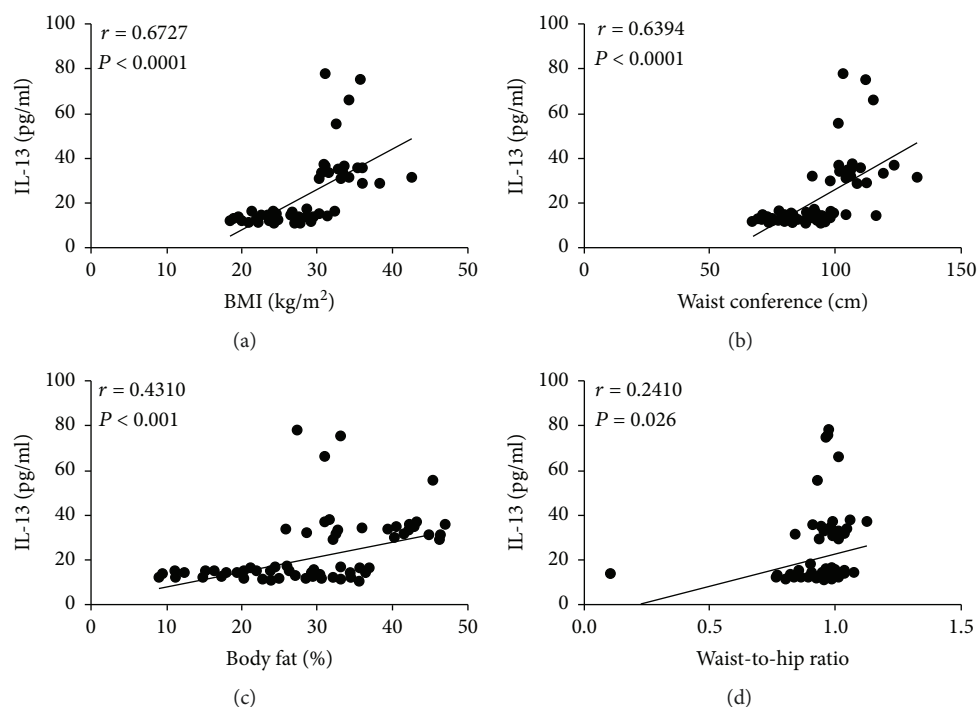 r = 0.6727
P < 0.0001
100
80
60
40
20
0
IL-13 (pg/ml)
0 10 20 30 40 50
BMI (kg/m²)
(a)
r = 0.6394
P < 0.0001
100
80
60
40
20
0
IL-13 (pg/ml)
0 50 100 150
Waist conference (cm)
(b)
r = 0.4310
P < 0.001
100
80
60
40
20
0
IL-13 (pg/ml)
0 10 20 30 40 50
Body fat (%)
(c)
r = 0.2410
P = 0.026
100
80
60
40
20
0
IL-13 (pg/ml)
0.0 0.5 1.0 1.5
Waist-to-hip ratio
(d)